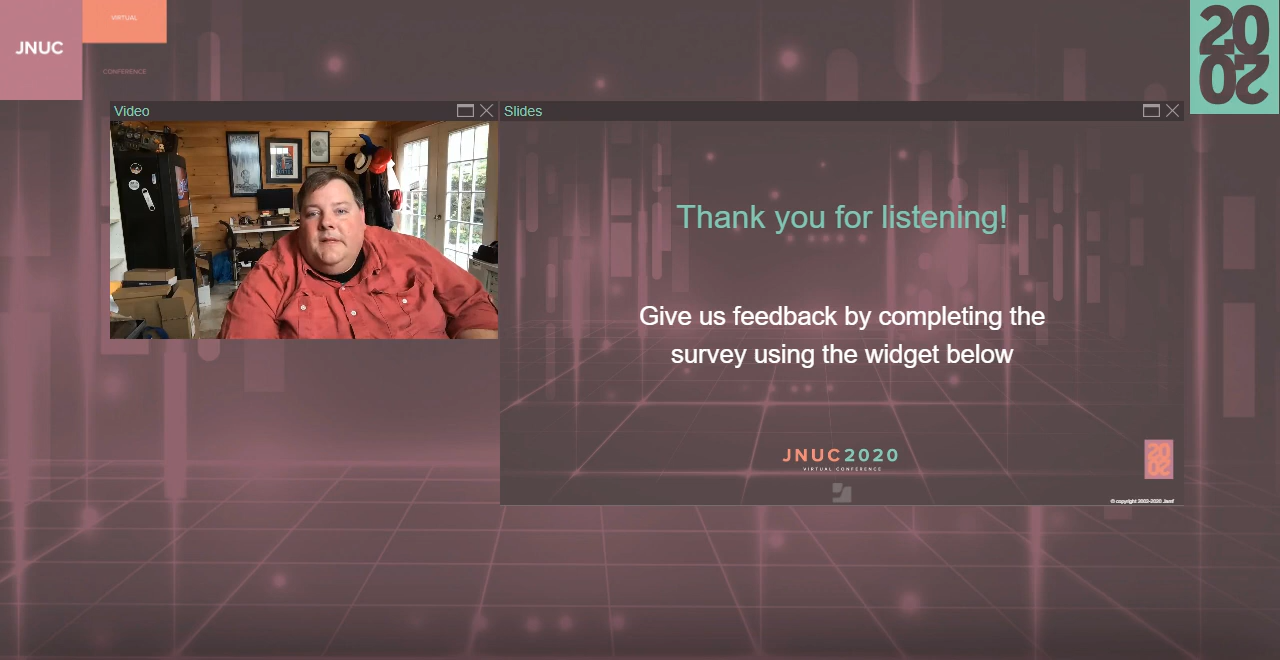 JNUC
VIRTUAL
CONFERENCE
2020
Video
Slides
Thank you for listening!
Give us feedback by completing the
survey using the widget below
JNUC2020
VIRTUAL CONFERENCE
2020
© copyright 2002-2020 Jamf